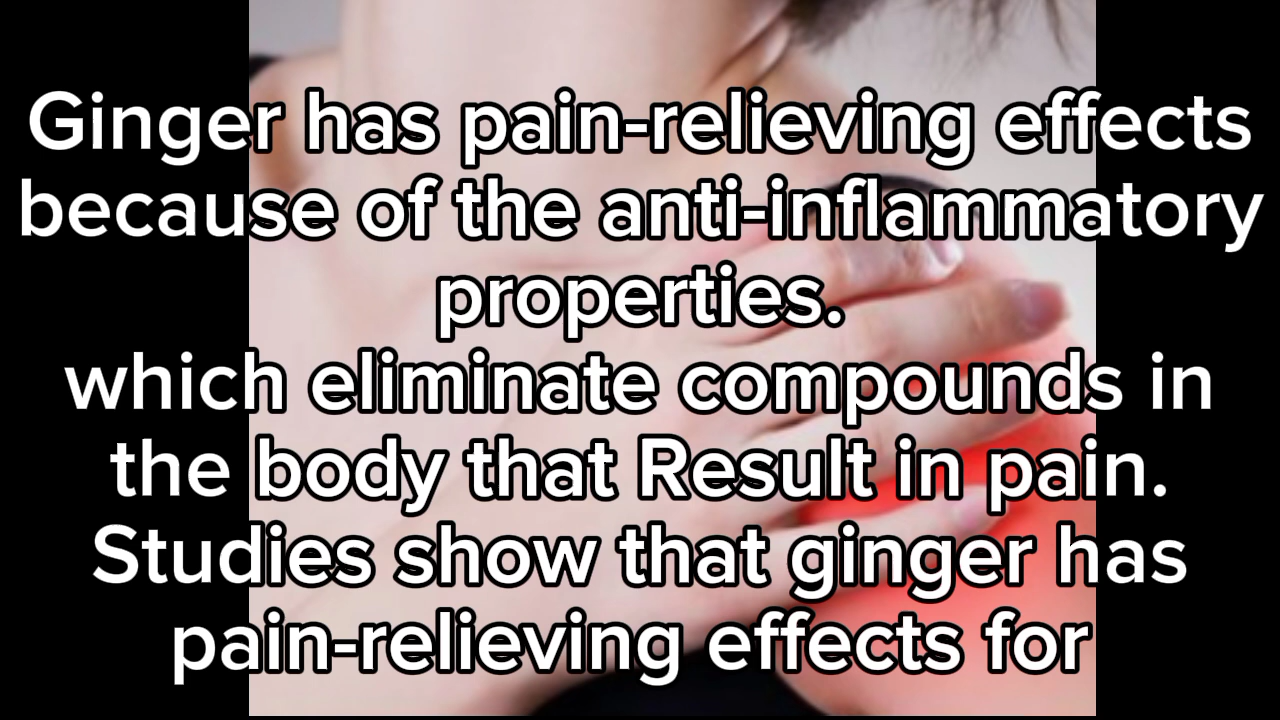 Ginger has pain-relieving effects
because of the anti-inflammatory
properties.
which eliminate compounds in
the body that Result in pain.
Studies show that ginger has
pain-relieving effects for